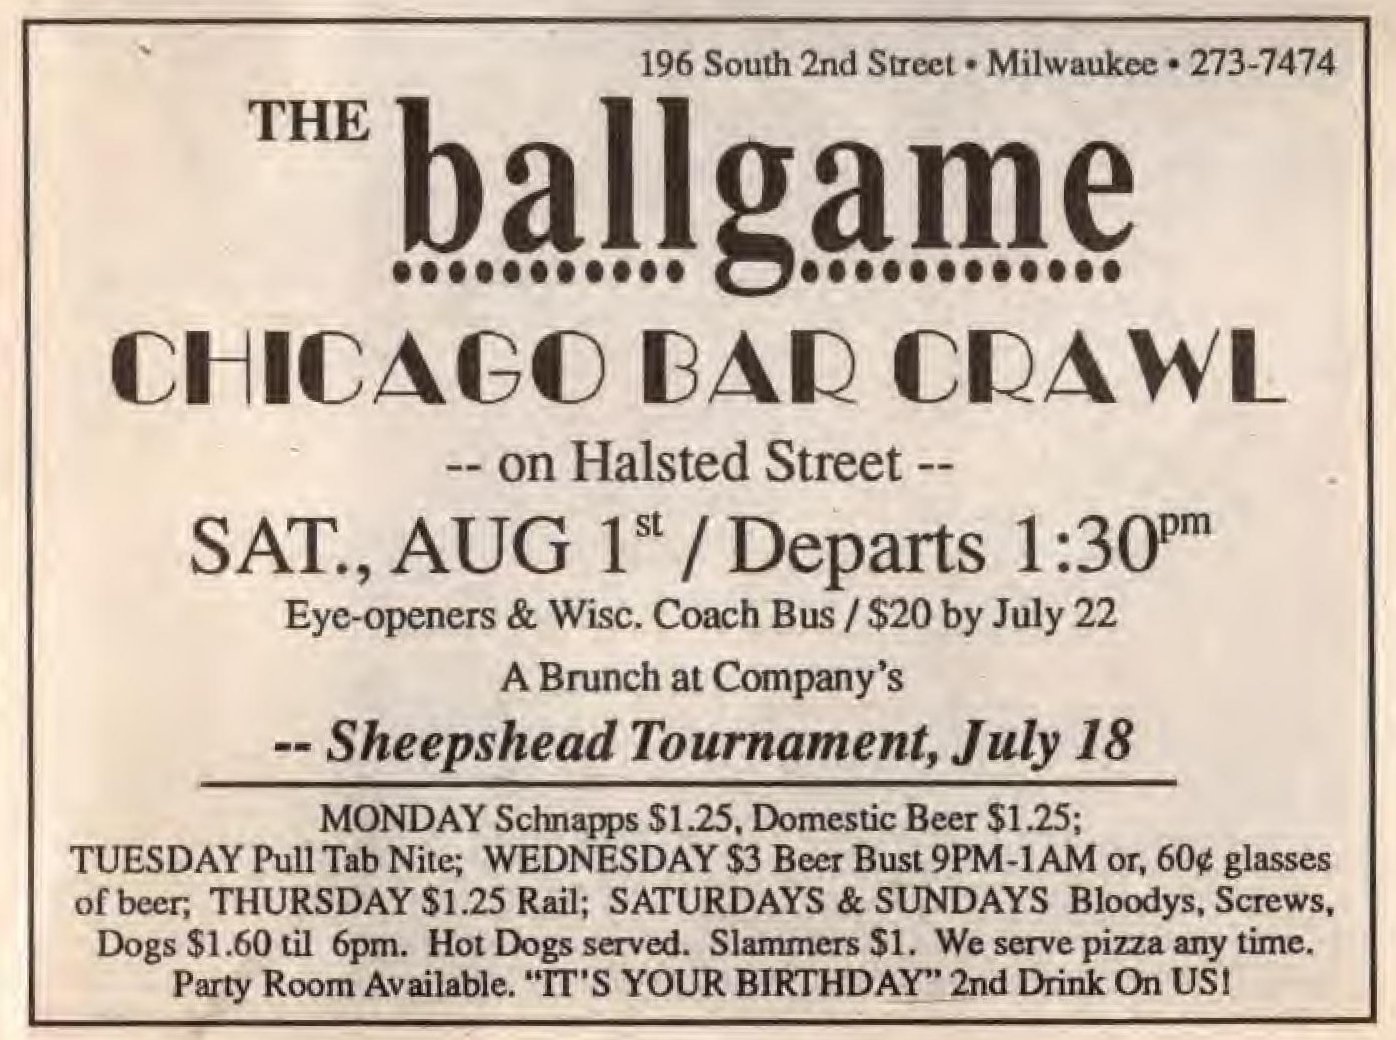 196 South 2nd Street • Milwaukee • 273-7474
THE ballgame
CHICAGO BAR CRAWL
-- on Halsted Street --
SAT., AUG 1st / Departs 1:30pm
Eye-openers & Wisc. Coach Bus / $20 by July 22
A Brunch at Company's
-- Sheepshead Tournament, July 18
MONDAY Schnapps $1.25, Domestic Beer $1.25;
TUESDAY Pull Tab Nite; WEDNESDAY $3 Beer Bust 9PM-1AM or, 60¢ glasses
of beer; THURSDAY $1.25 Rail; SATURDAYS & SUNDAYS Bloodys, Screws,
Dogs $1.60 til 6pm. Hot Dogs served. Slammers $1. We serve pizza any time.
Party Room Available. "IT'S YOUR BIRTHDAY" 2nd Drink On US!